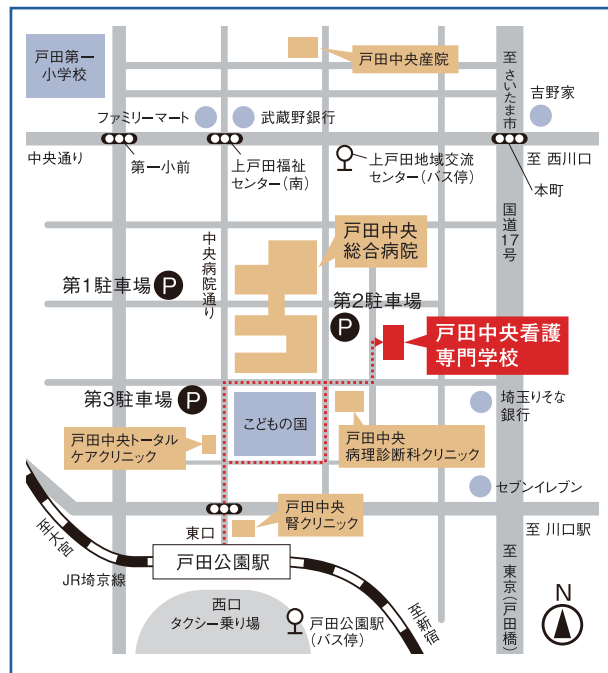 戸田第一
小学校
戸田中央産院
至 さいたま市
吉野家
ファミリーマート
武蔵野銀行
中央通り
第一小前
上戸田福祉
センター(南)
上戸田地域交流
センター(バス停)
至 西川口
本町
国道17号
中央病院通り
戸田中央
総合病院
第1駐車場 P
第2駐車場
P
戸田中央看護
専門学校
第3駐車場 P
こどもの国
埼玉りそな
銀行
戸田中央トータル
ケアクリニック
戸田中央
病理診断科クリニック
セブンイレブン
戸田中央
腎クリニック
東口
至 川口駅
至大宮
戸田公園駅
JR埼京線
西口
タクシー乗り場
戸田公園駅
(バス停)
至新宿
至 東京(戸田橋)
N